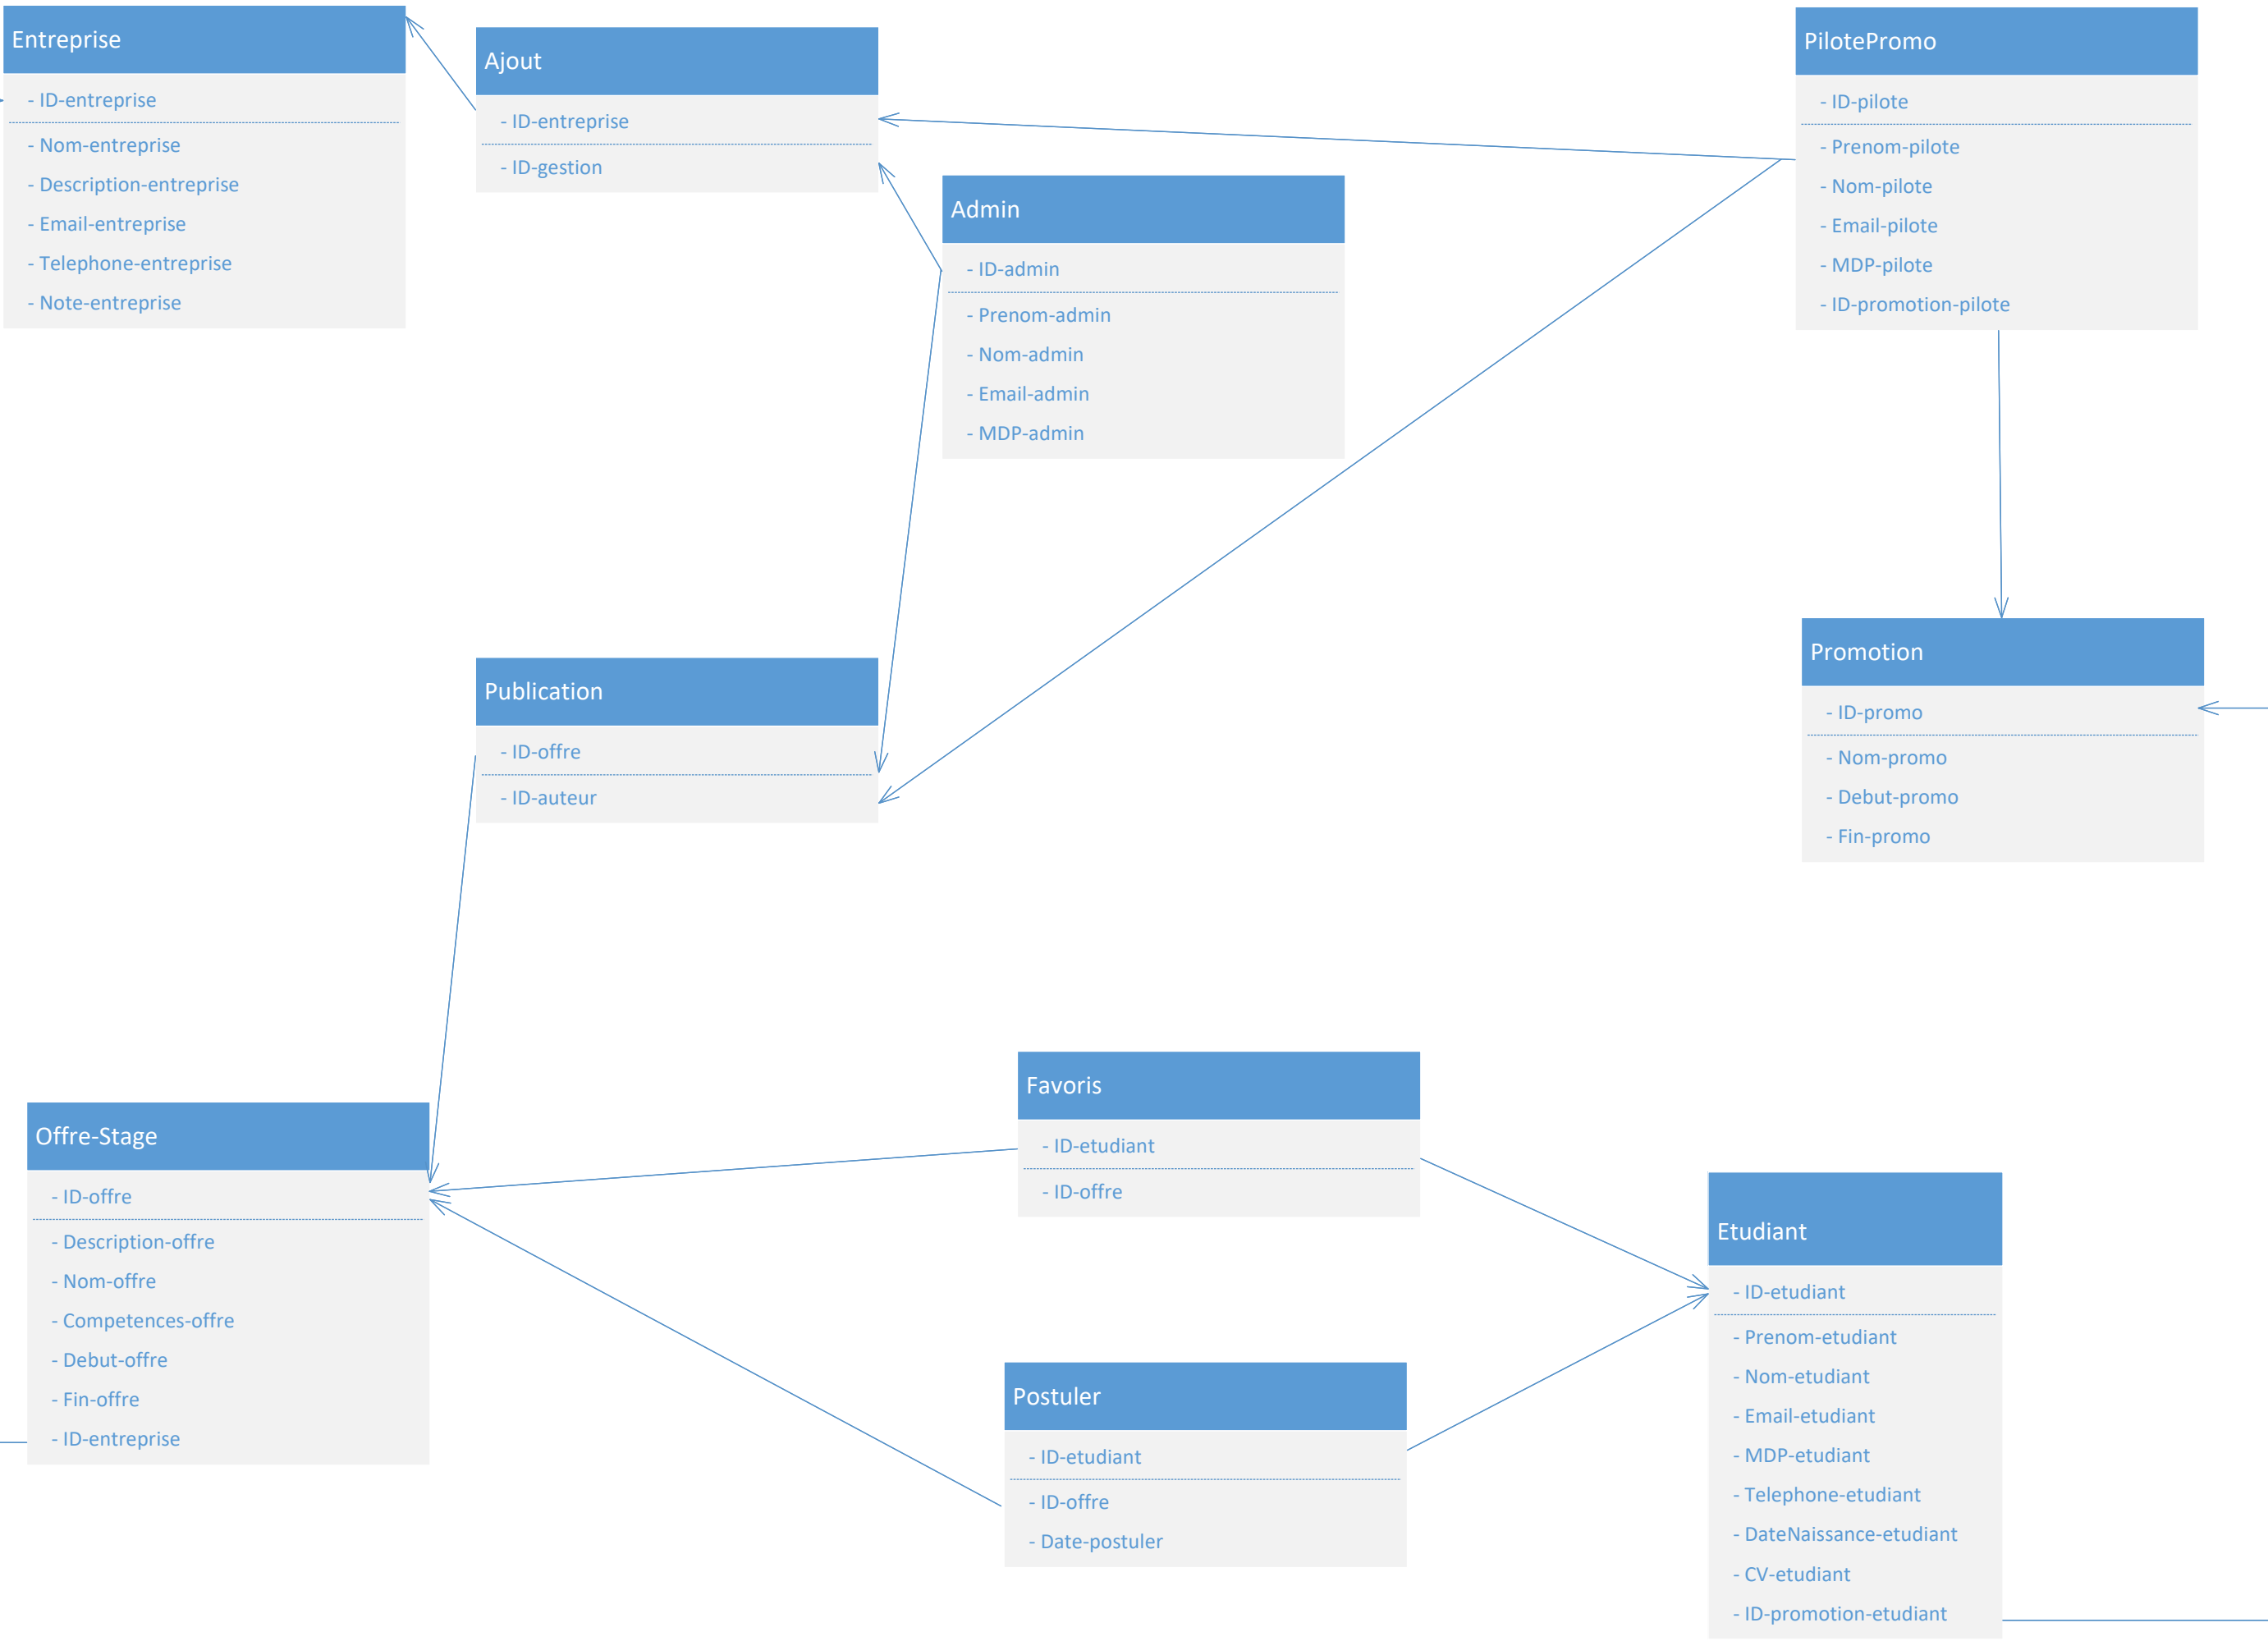 Entreprise
- ID-entreprise
- Nom-entreprise
- Description-entreprise
- Email-entreprise
- Telephone-entreprise
- Note-entreprise
Ajout
- ID-entreprise
- ID-gestion
Admin
- ID-admin
- Prenom-admin
- Nom-admin
- Email-admin
- MDP-admin
PilotePromo
- ID-pilote
- Prenom-pilote
- Nom-pilote
- Email-pilote
- MDP-pilote
- ID-promotion-pilote
Publication
- ID-offre
- ID-auteur
Promotion
- ID-promo
- Nom-promo
- Debut-promo
- Fin-promo
Offre-Stage
- ID-offre
- Description-offre
- Nom-offre
- Competences-offre
- Debut-offre
- Fin-offre
- ID-entreprise
Favoris
- ID-etudiant
- ID-offre
Postuler
- ID-etudiant
- ID-offre
- Date-postuler
Etudiant
- ID-etudiant
- Prenom-etudiant
- Nom-etudiant
- Email-etudiant
- MDP-etudiant
- Telephone-etudiant
- DateNaissance-etudiant
- CV-etudiant
- ID-promotion-etudiant